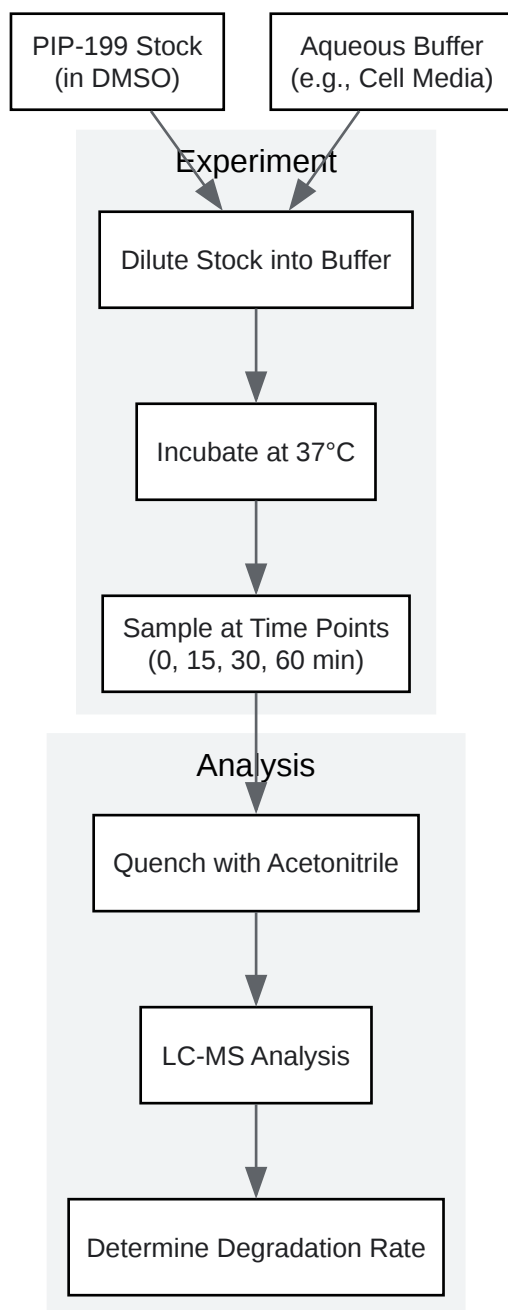 PIP-199 Stock
(in DMSO)
Aqueous Buffer
(e.g., Cell Media)
Experiment
Dilute Stock into Buffer
Incubate at 37°C
Sample at Time Points
(0, 15, 30, 60 min)
Analysis
Quench with Acetonitrile
LC-MS Analysis
Determine Degradation Rate